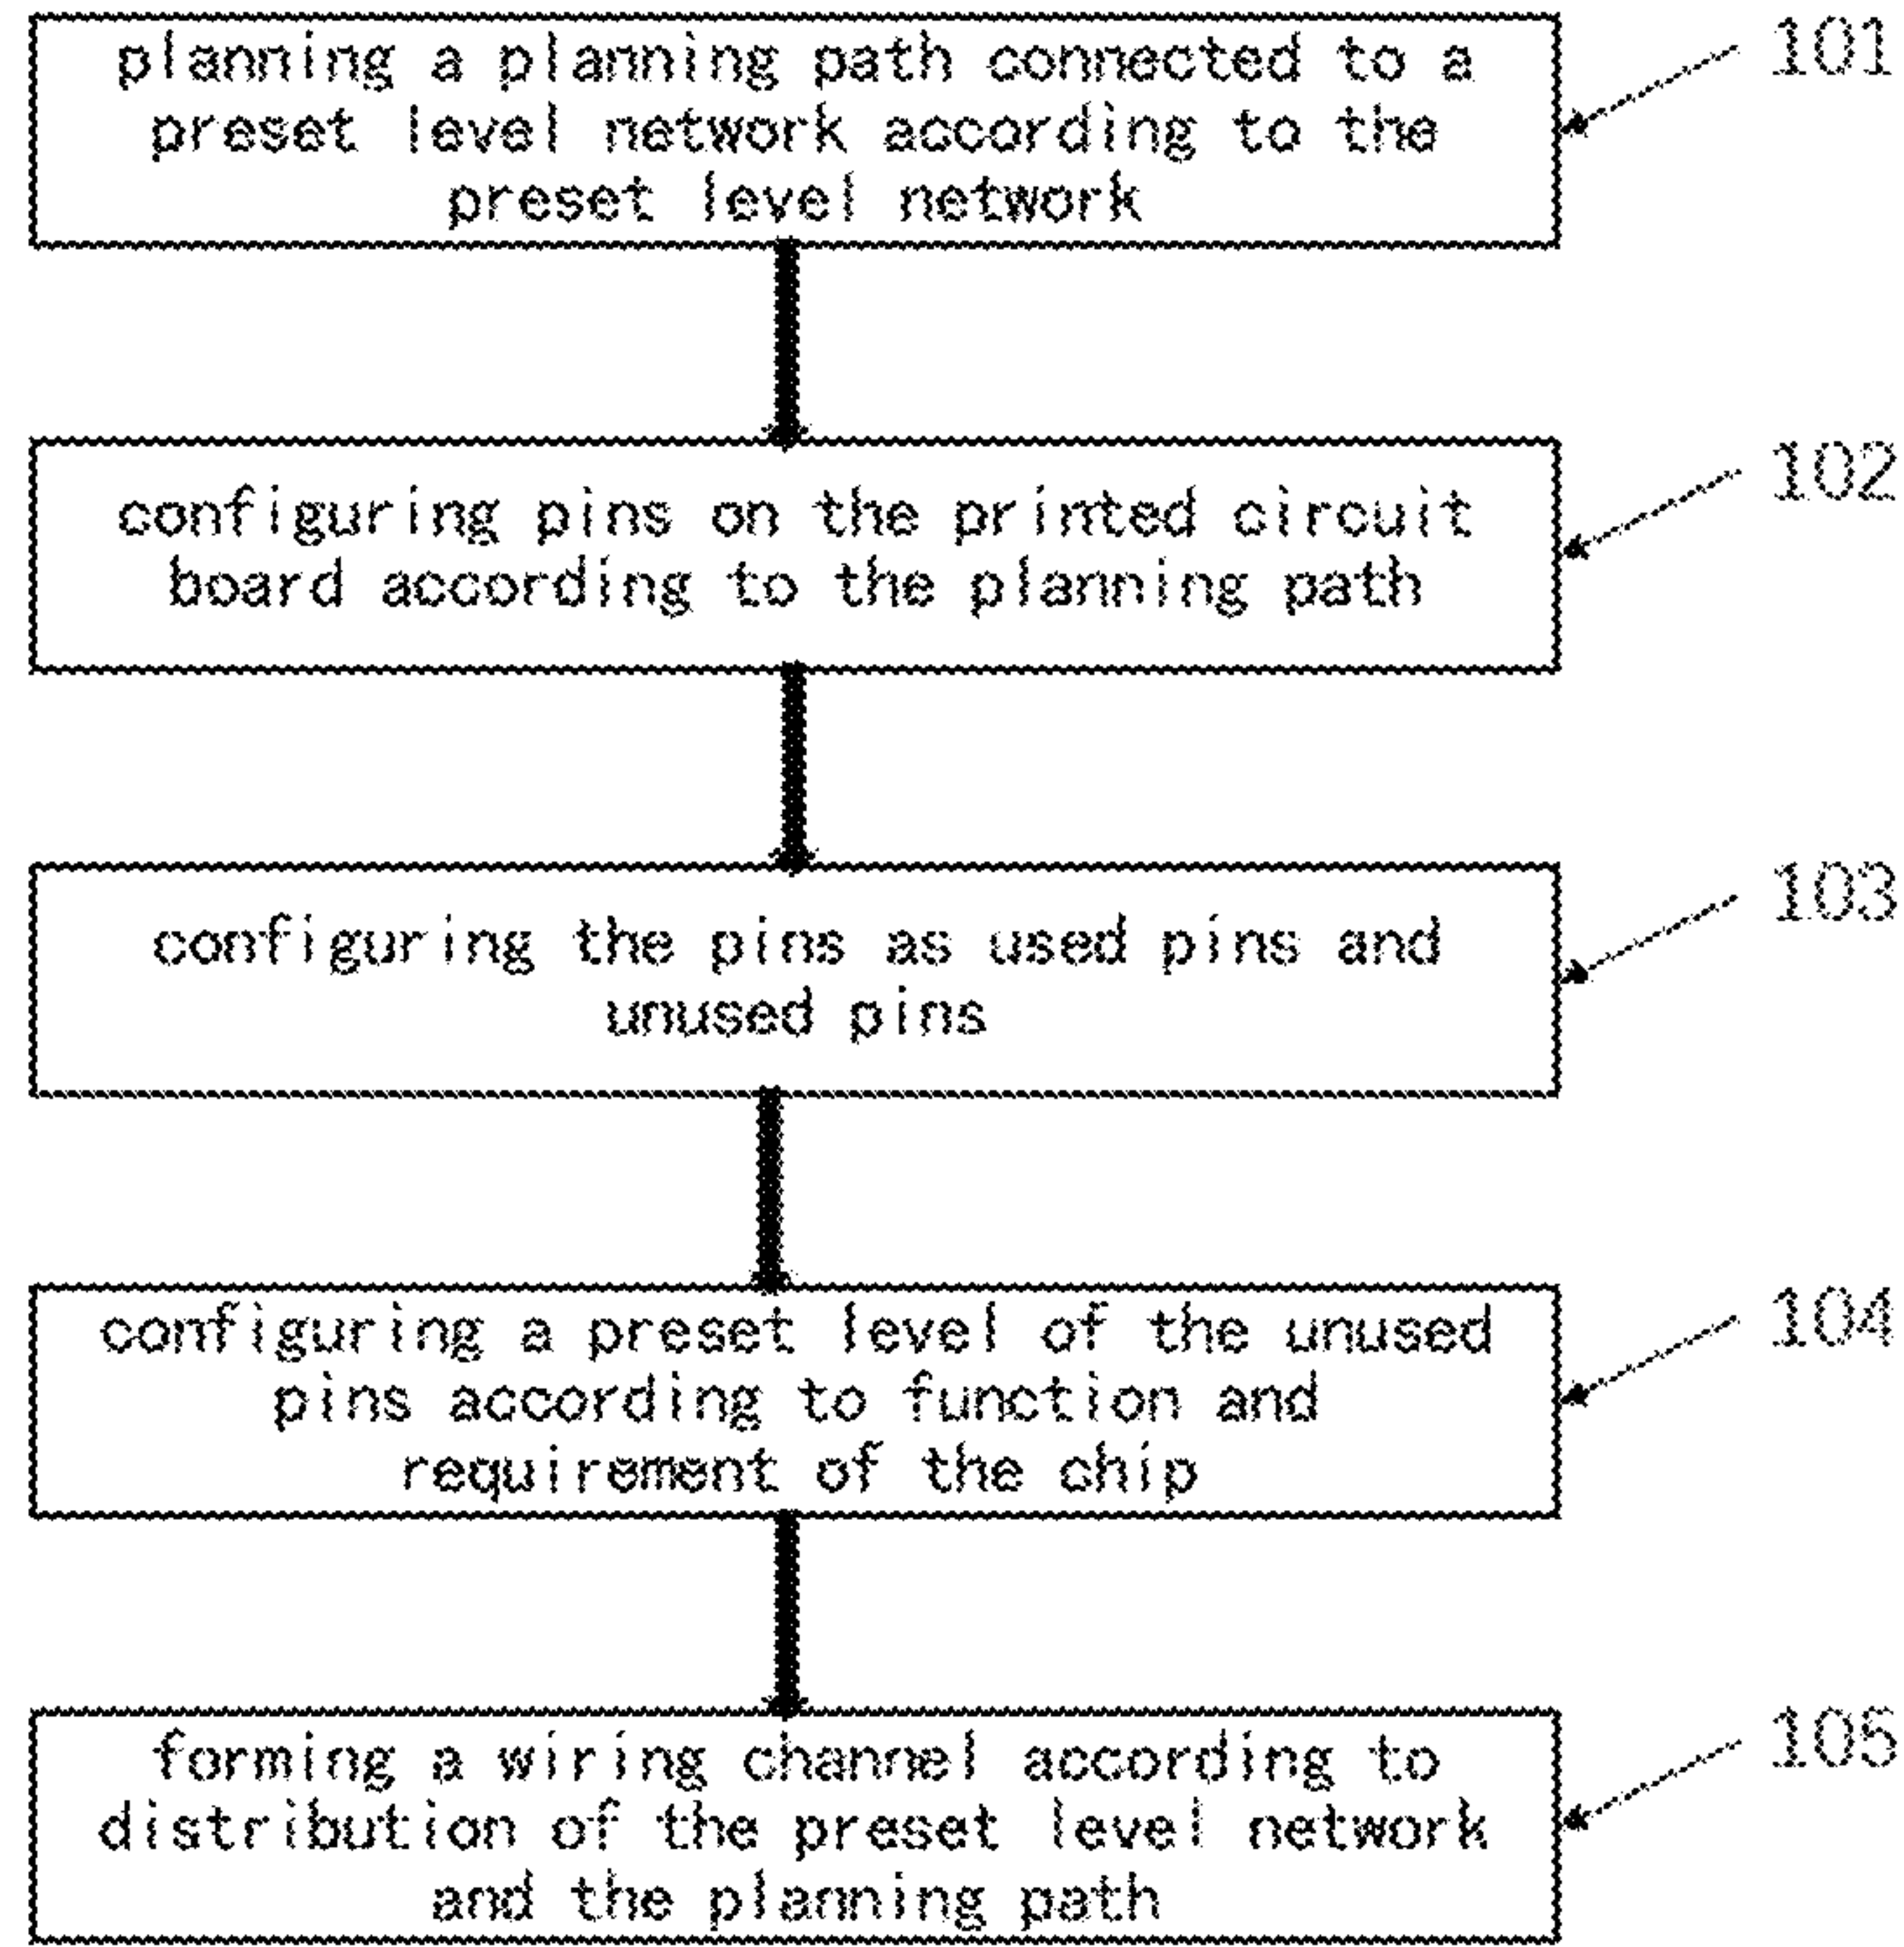 planning a planning path connected to a
preset level network according to the
preset level network
101
configuring pins on the printed circuit
board according to the planning path
102
configuring the pins as used pins and
unused pins
103
configuring a preset level of the unused
pins according to function and
requirement of the chip
104
forming a wiring channel according to
distribution of the preset level network
and the planning path
105